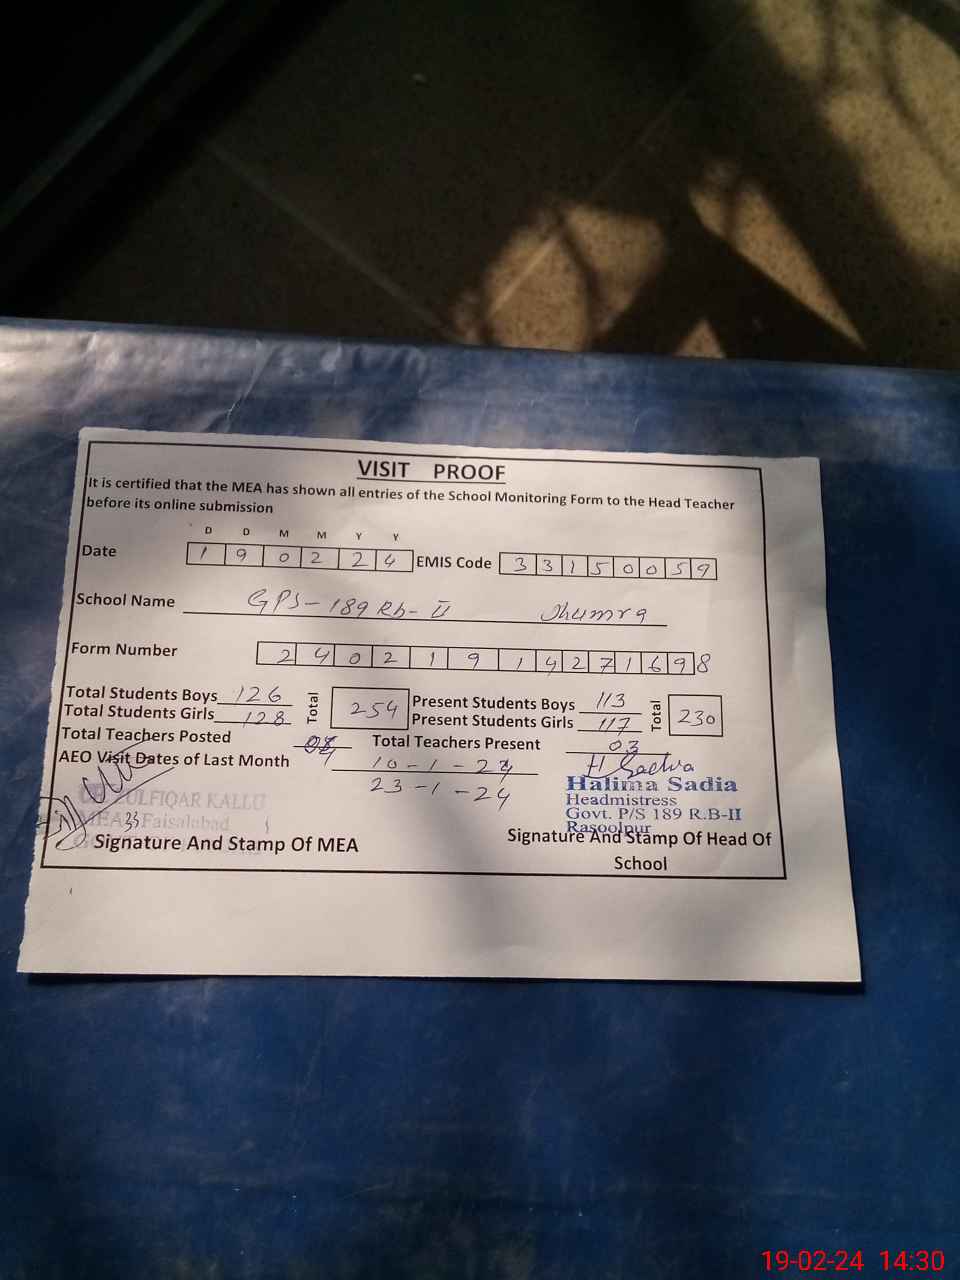 VISIT PROOF
It is certified that the MEA has shown all entries of the School Monitoring Form to the Head Teacher
before its online submission
D D M M Y Y
Date 1 9 0 2 2 4 EMIS Code 3 3 1 5 0 0 5 9
School Name GPS-189 Rb-II Jhumra
Form Number 2 4 0 2 1 9 1 4 2 7 1 6 9 8
Total Students Boys 126 Total 254 Present Students Boys 113 Total 230
Total Students Girls 128 Present Students Girls 117
Total Teachers Posted Total Teachers Present 03
AEO Visit Dates of Last Month 10-1-24
23-1-24
H Sadia
Halima Sadia
Headmistress
Govt. P/S 189 R.B-II
Rasoolpur
ZULFIQAR KALLU
MEA 33 Faisalabad
Signature And Stamp Of MEA
Signature And Stamp Of Head Of
School
19-02-24 14:30